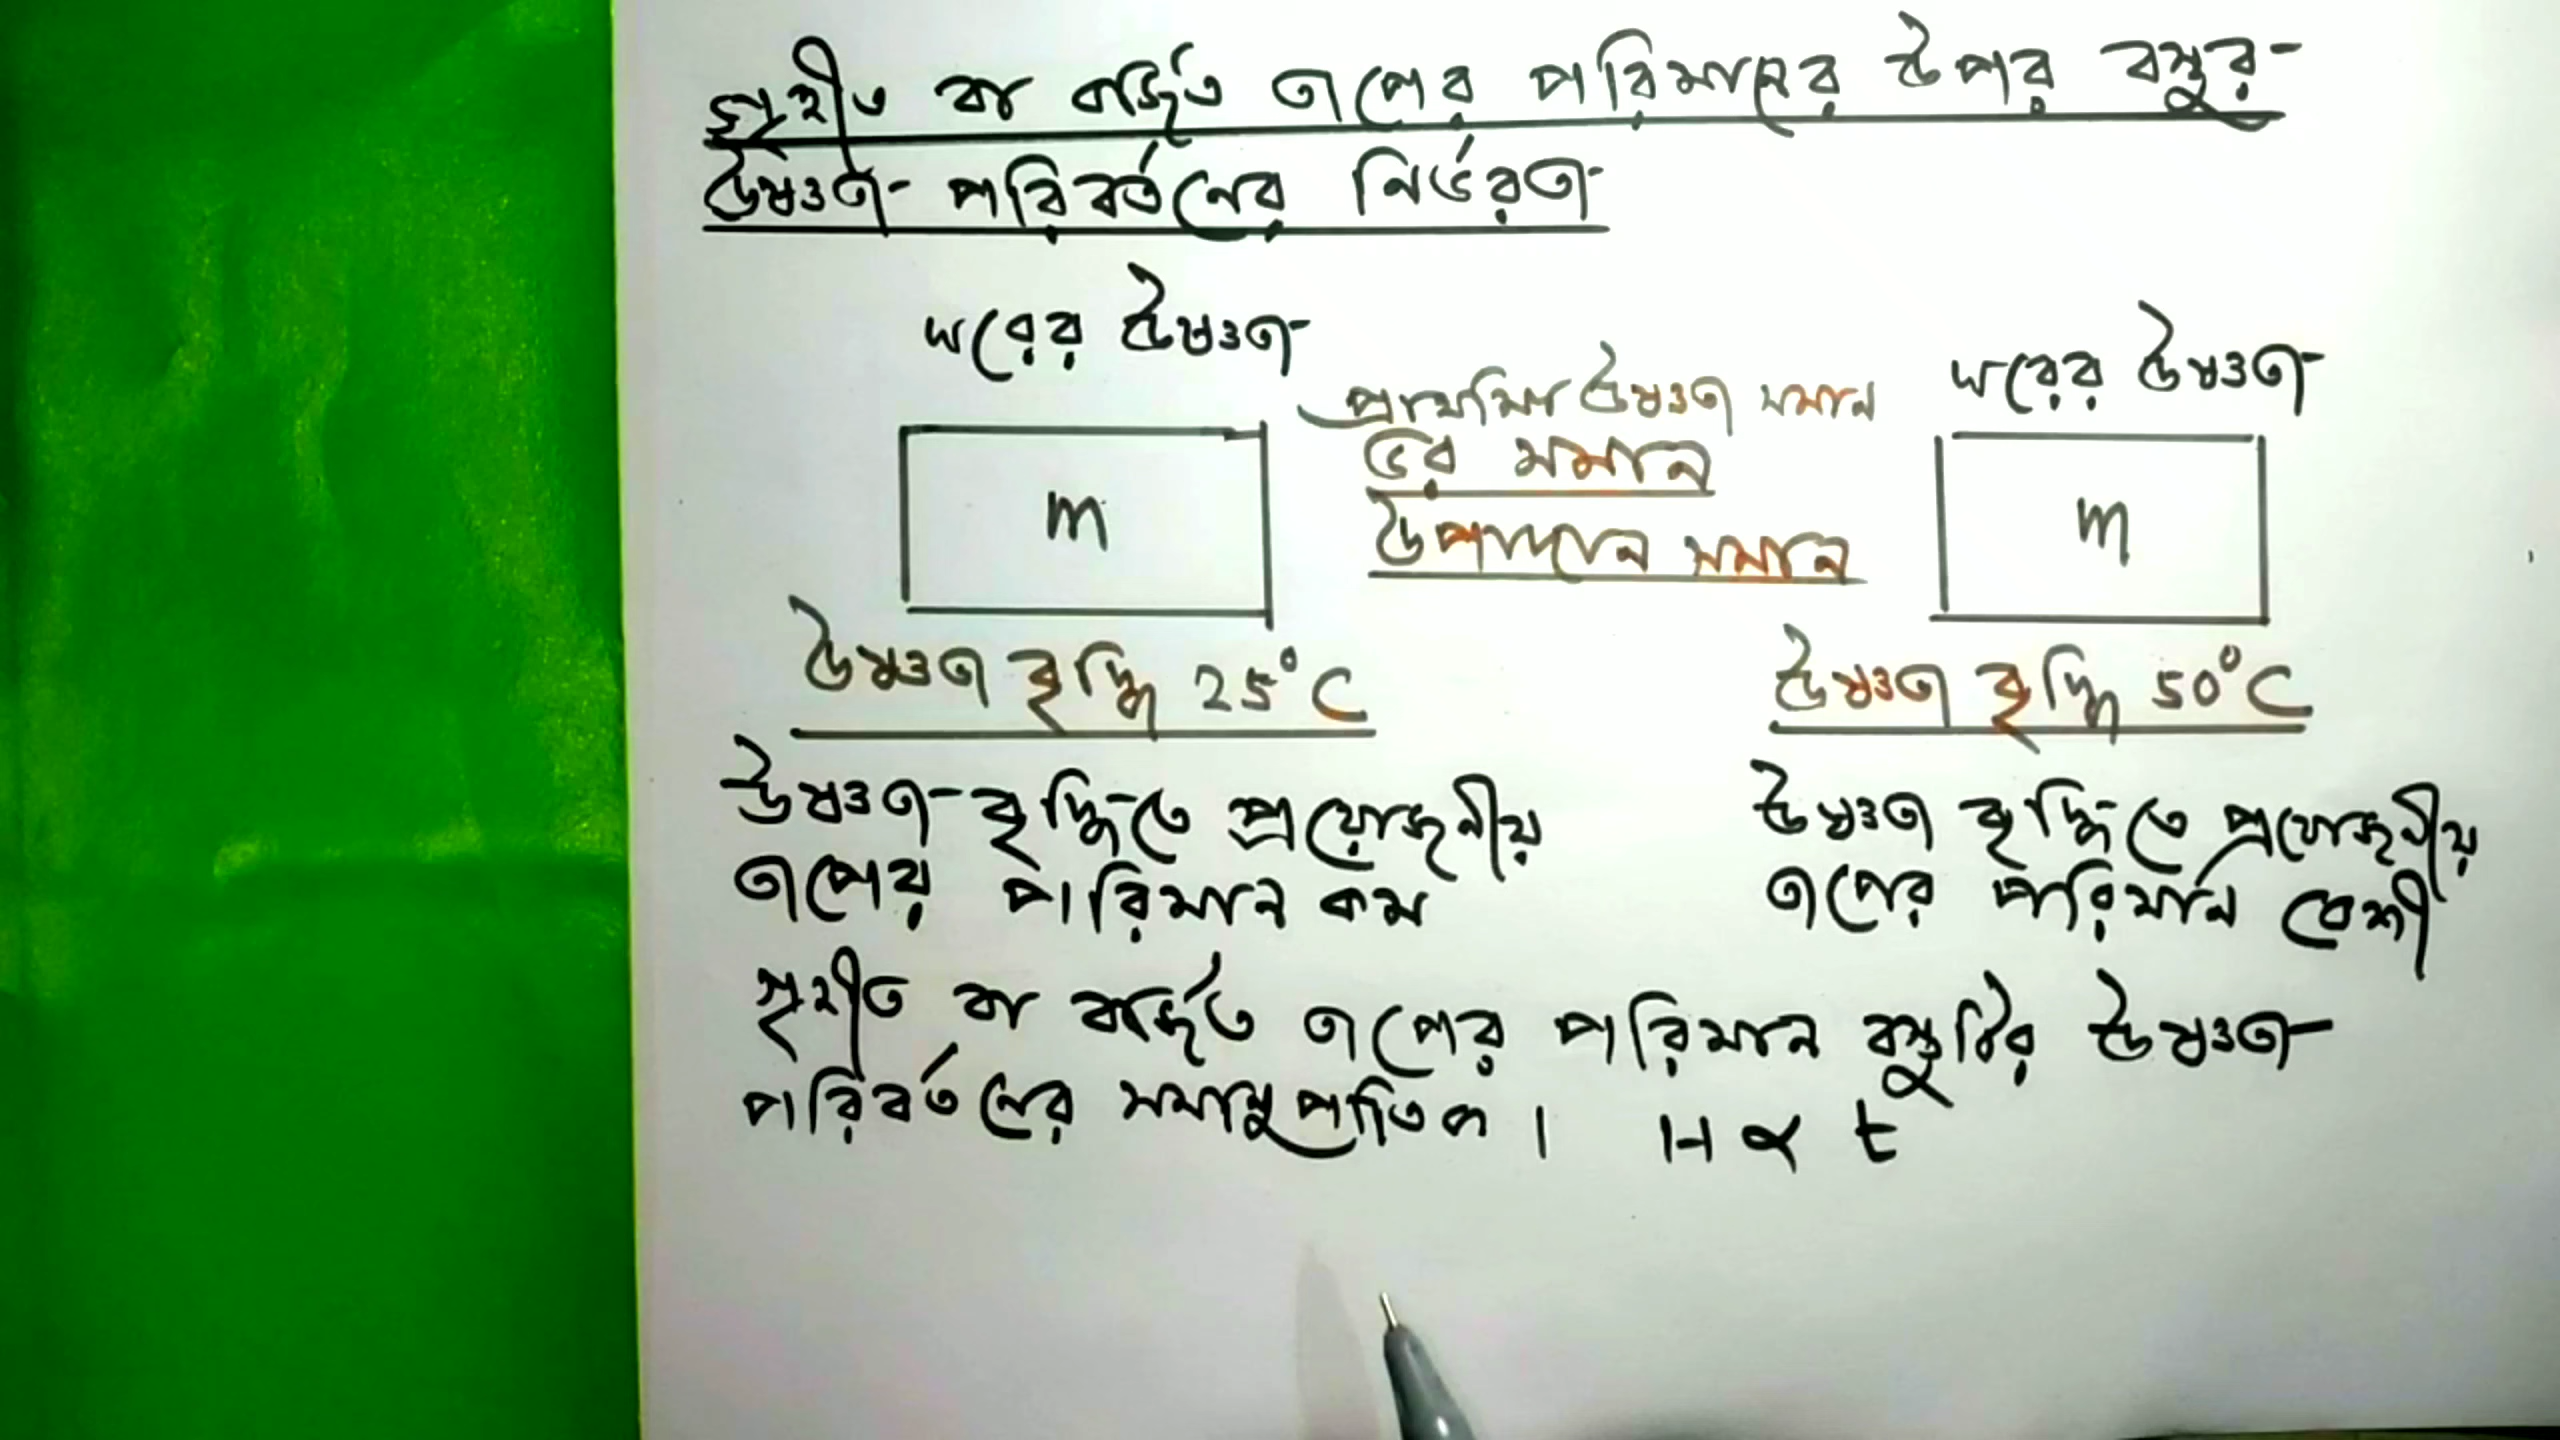 গৃহীত বা বর্জিত তাপের পরিমানের উপর বস্তুর
উষ্ণতা পরিবর্তনের নির্ভরতা
ঘরের উষ্ণতা
ঘরের উষ্ণতা
প্রাথমিক উষ্ণতা সমান
ভর সমান
উপাদান সমান
m
m
উষ্ণতা বৃদ্ধি 25°C
উষ্ণতা বৃদ্ধি 50°C
উষ্ণতা বৃদ্ধিতে প্রয়োজনীয়
তাপের পরিমান কম
উষ্ণতা বৃদ্ধিতে প্রয়োজনীয়
তাপের পরিমান বেশী
গৃহীত বা বর্জিত তাপের পরিমান বস্তুটির উষ্ণতা
পরিবর্তনের সমানুপাতিক। H ∝ t